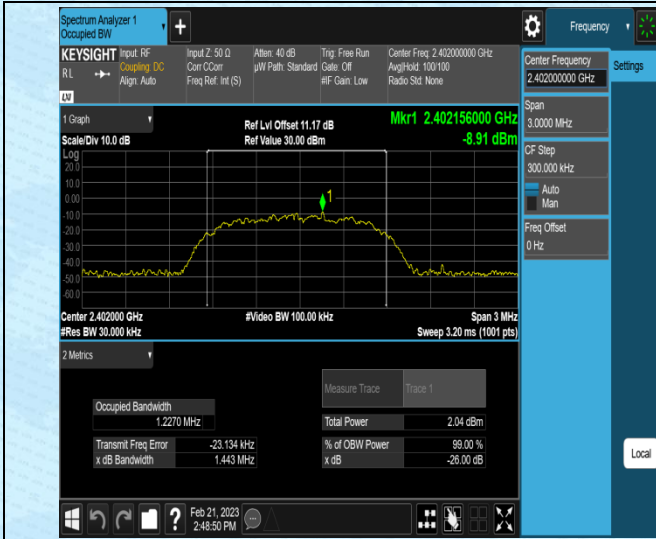 Spectrum Analyzer 1
Occupied BW
+
Frequency
KEYSIGHT
RL
LXI
Input: RF
Coupling: DC
Align: Auto
Input Z: 50 Ω
Corr CCorr
Freq Ref: Int (S)
Atten: 40 dB
µW Path: Standard
Trig: Free Run
Gate: Off
#IF Gain: Low
Center Freq: 2.402000000 GHz
Avg|Hold: 100/100
Radio Std: None
1 Graph
Scale/Div 10.0 dB
Ref Lvl Offset 11.17 dB
Ref Value 30.00 dBm
Mkr1 2.402156000 GHz
-8.91 dBm
Log
20.0
10.0
0.00
-10.0
-20.0
-30.0
-40.0
-50.0
-60.0
1
Center 2.402000 GHz
#Res BW 30.000 kHz
#Video BW 100.00 kHz
Span 3 MHz
Sweep 3.20 ms (1001 pts)
2 Metrics
Measure Trace
Trace 1
Occupied Bandwidth
1.2270 MHz
Total Power
2.04 dBm
Transmit Freq Error
-23.134 kHz
% of OBW Power
99.00 %
x dB Bandwidth
1.443 MHz
x dB
-26.00 dB
Center Frequency
2.402000000 GHz
Settings
Span
3.0000 MHz
CF Step
300.000 kHz
Auto
Man
Freq Offset
0 Hz
Local
?
Feb 21, 2023
2:48:50 PM